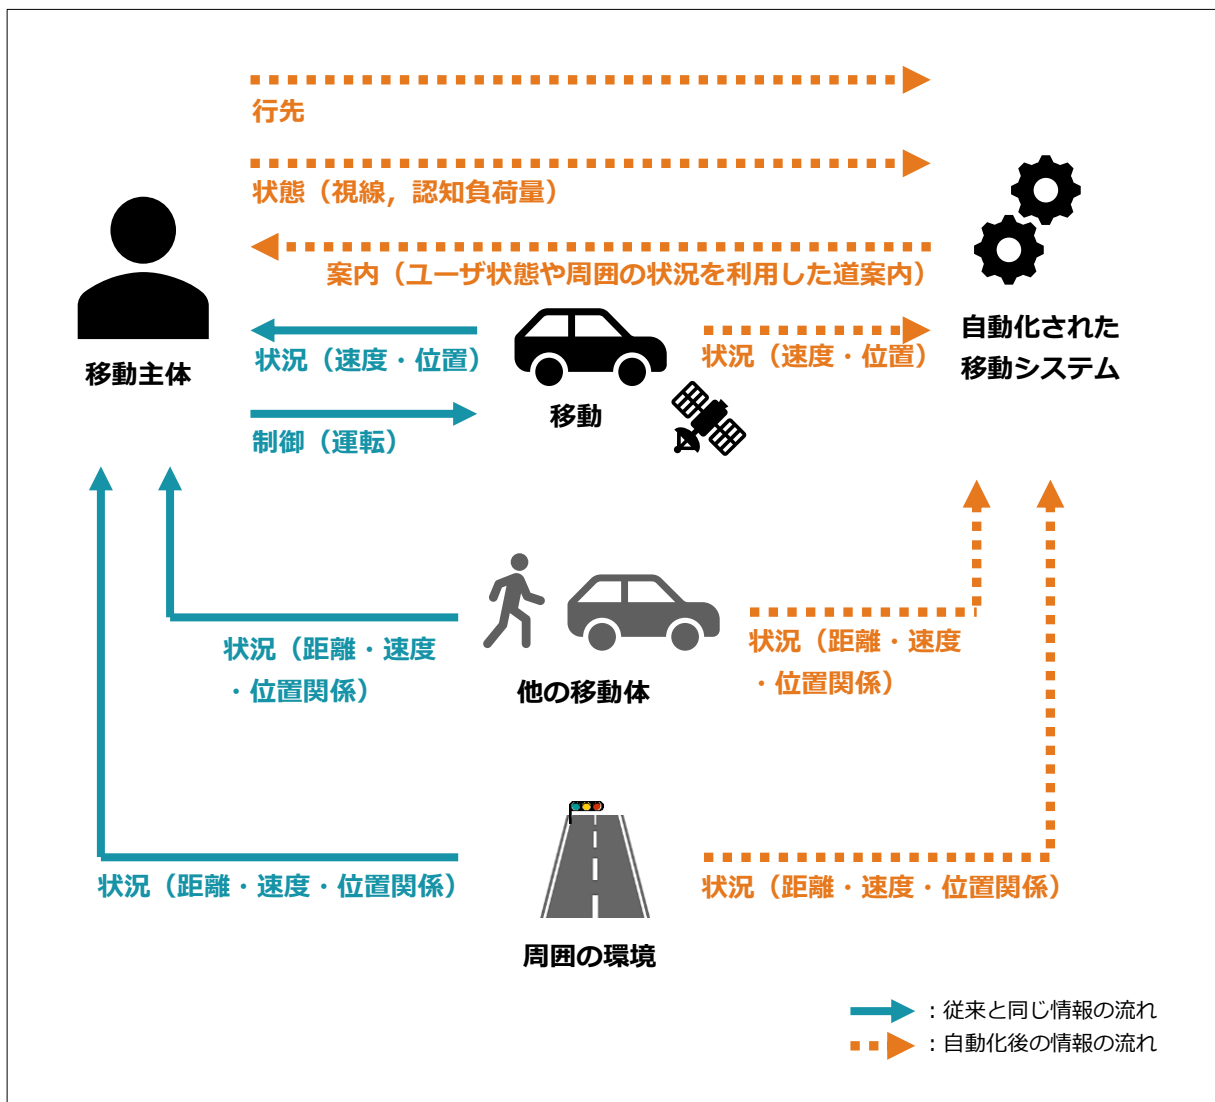 行先
状態（視線，認知負荷量）
案内（ユーザ状態や周囲の状況を利用した道案内）
自動化された
移動システム
状況（速度・位置）
状況（速度・位置）
移動主体
移動
制御（運転）
状況（距離・速度
・位置関係）
状況（距離・速度
・位置関係）
他の移動体
状況（距離・速度・位置関係）
状況（距離・速度・位置関係）
周囲の環境
：従来と同じ情報の流れ
：自動化後の情報の流れ